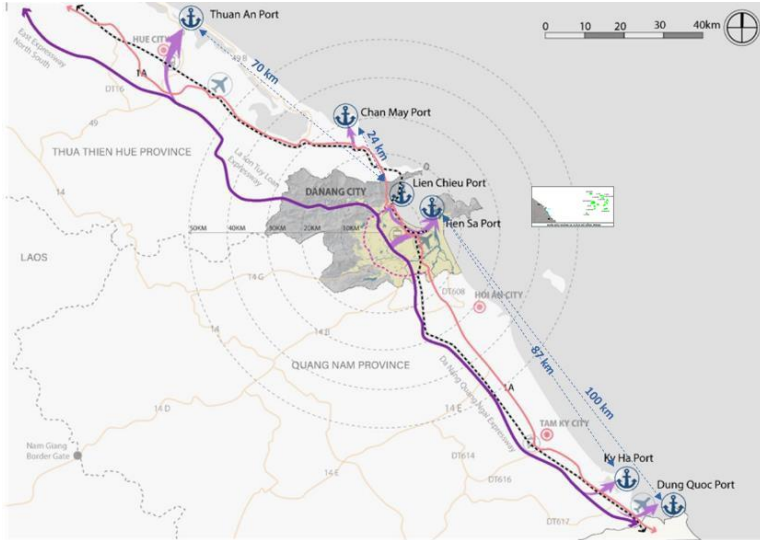 Thuan An Port
0 10 20 30 40km
HUE CITY
East Expressway
North South
49 B
1A
70 km
DT16
Chan May Port
49
24 km
THUA THIEN HUE PROVINCE
La Son Tuy Loan
Expressway
14
DANANG CITY
Lien Chieu Port
Tien Sa Port
50KM 40KM 30KM 20KM 10KM
LAOS
14 G
DT608
HOI AN CITY
14
14 B
87 km
QUANG NAM PROVINCE
Da Nang Quang Ngai Expressway
1A
100 km
14 D
14 E
TAM KY CITY
Nam Giang
Border Gate
DT614
Ky Ha Port
14 E
DT616
Dung Quoc Port
DT617